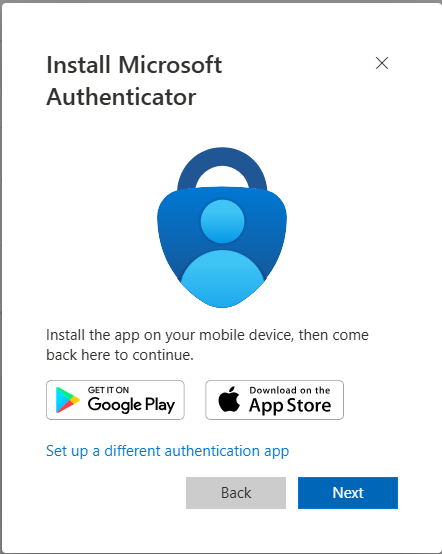 Install Microsoft
Authenticator
Install the app on your mobile device, then come
back here to continue.
GET IT ON
Google Play
Download on the
App Store
Set up a different authentication app
Back
Next